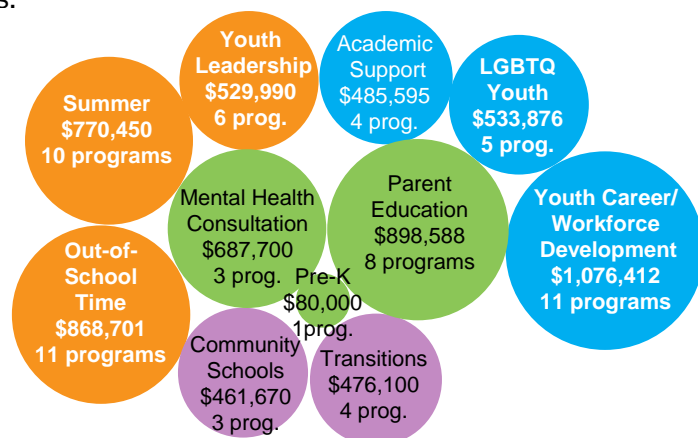 s.
Youth
Leadership
$529,990
6 prog.
Academic
Support
$485,595
4 prog.
LGBTQ
Youth
$533,876
5 prog.
Summer
$770,450
10 programs
Mental Health
Consultation
$687,700
3 prog.
Parent
Education
$898,588
8 programs
Youth Career/
Workforce
Development
$1,076,412
11 programs
Out-of-
School
Time
$868,701
11 programs
Pre-K
$80,000
1prog.
Community
Schools
$461,670
3 prog.
Transitions
$476,100
4 prog.